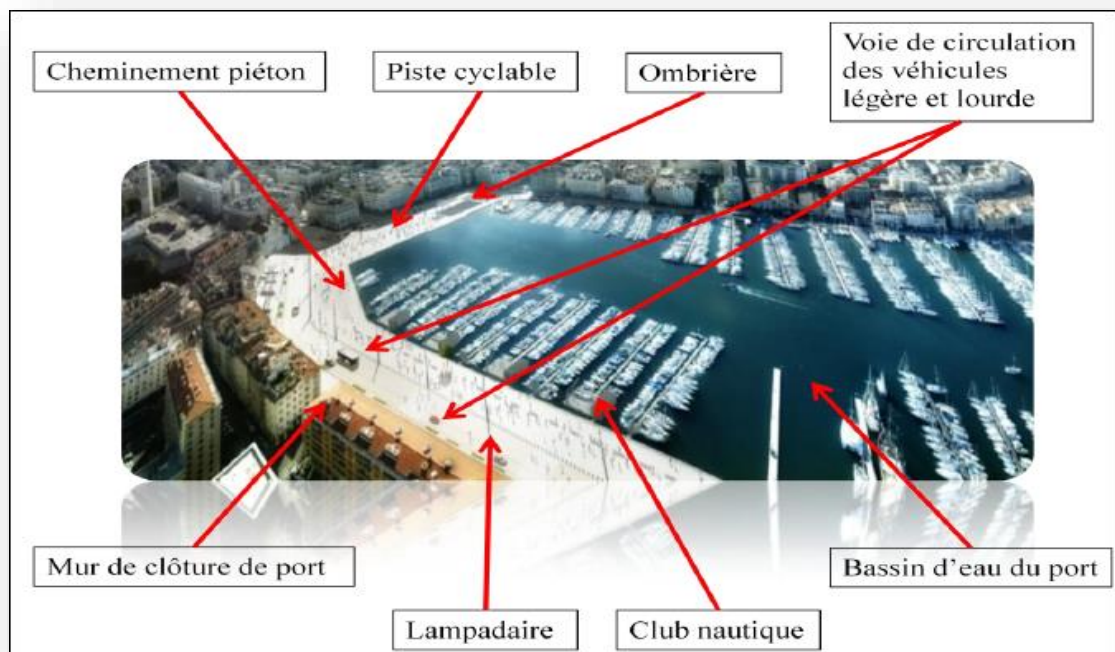 Cheminement piéton
Piste cyclable
Ombrière
Voie de circulation
des véhicules
légère et lourde
Mur de clôture de port
Lampadaire
Club nautique
Bassin d'eau du port